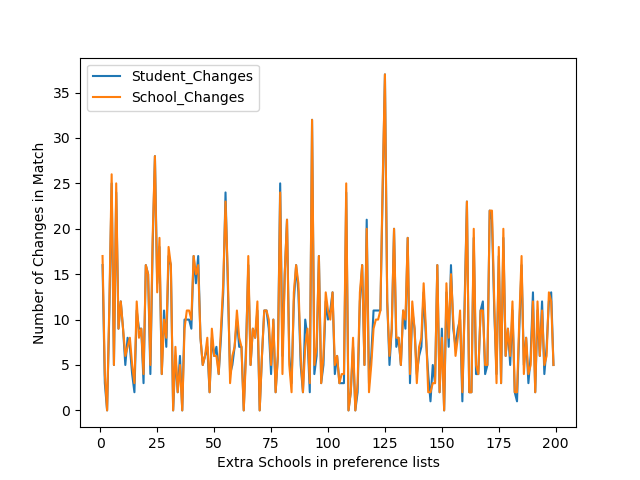 Student_Changes
School_Changes
Number of Changes in Match
35
30
25
20
15
10
5
0
0 25 50 75 100 125 150 175 200
Extra Schools in preference lists